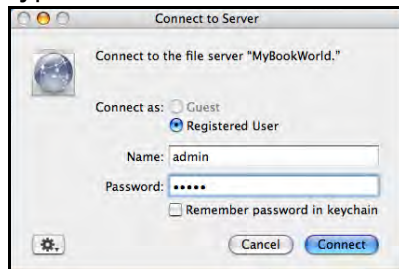 Connect to Server
Connect to the file server “MyBookWorld.”
Connect as: Guest
Registered User
Name: admin
Password: •••••
Remember password in keychain
Cancel Connect